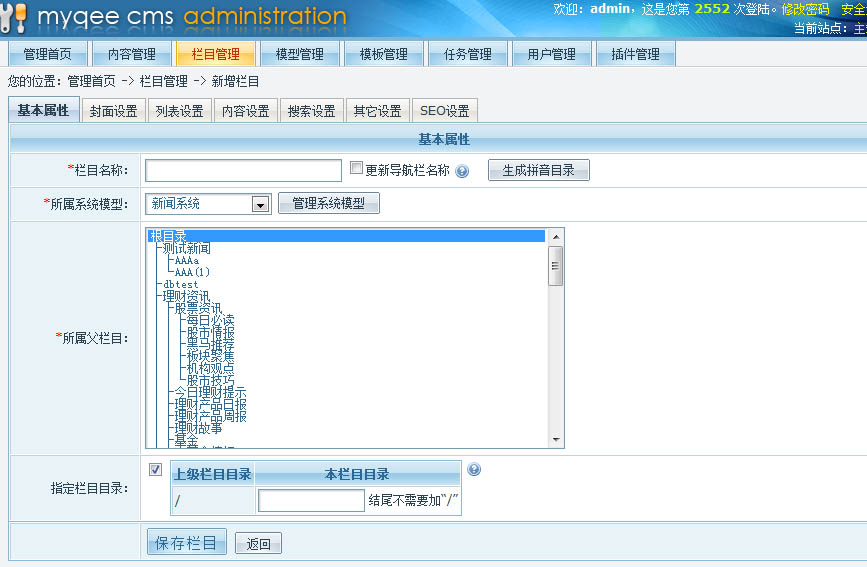 myqee cms administration
欢迎：admin，这是您第 2552 次登陆。修改密码 安全
当前站点：主
管理首页 内容管理 栏目管理 模型管理 模板管理 任务管理 用户管理 插件管理
您的位置：管理首页 -> 栏目管理 -> 新增栏目
基本属性 封面设置 列表设置 内容设置 搜索设置 其它设置 SEO设置
基本属性
*栏目名称： 更新导航栏名称 生成拼音目录
*所属系统模型： 新闻系统 管理系统模型
*所属父栏目：
根目录
测试新闻
AAAa
AAA(1)
dbtest
理财资讯
股票资讯
每日必读
股市情报
黑马推荐
板块聚焦
机构观点
股市技巧
今日理财提示
理财产品日报
理财产品周报
理财故事
基金
指定栏目目录：
上级栏目目录 本栏目目录
/ 结尾不需要加“/”
保存栏目 返回